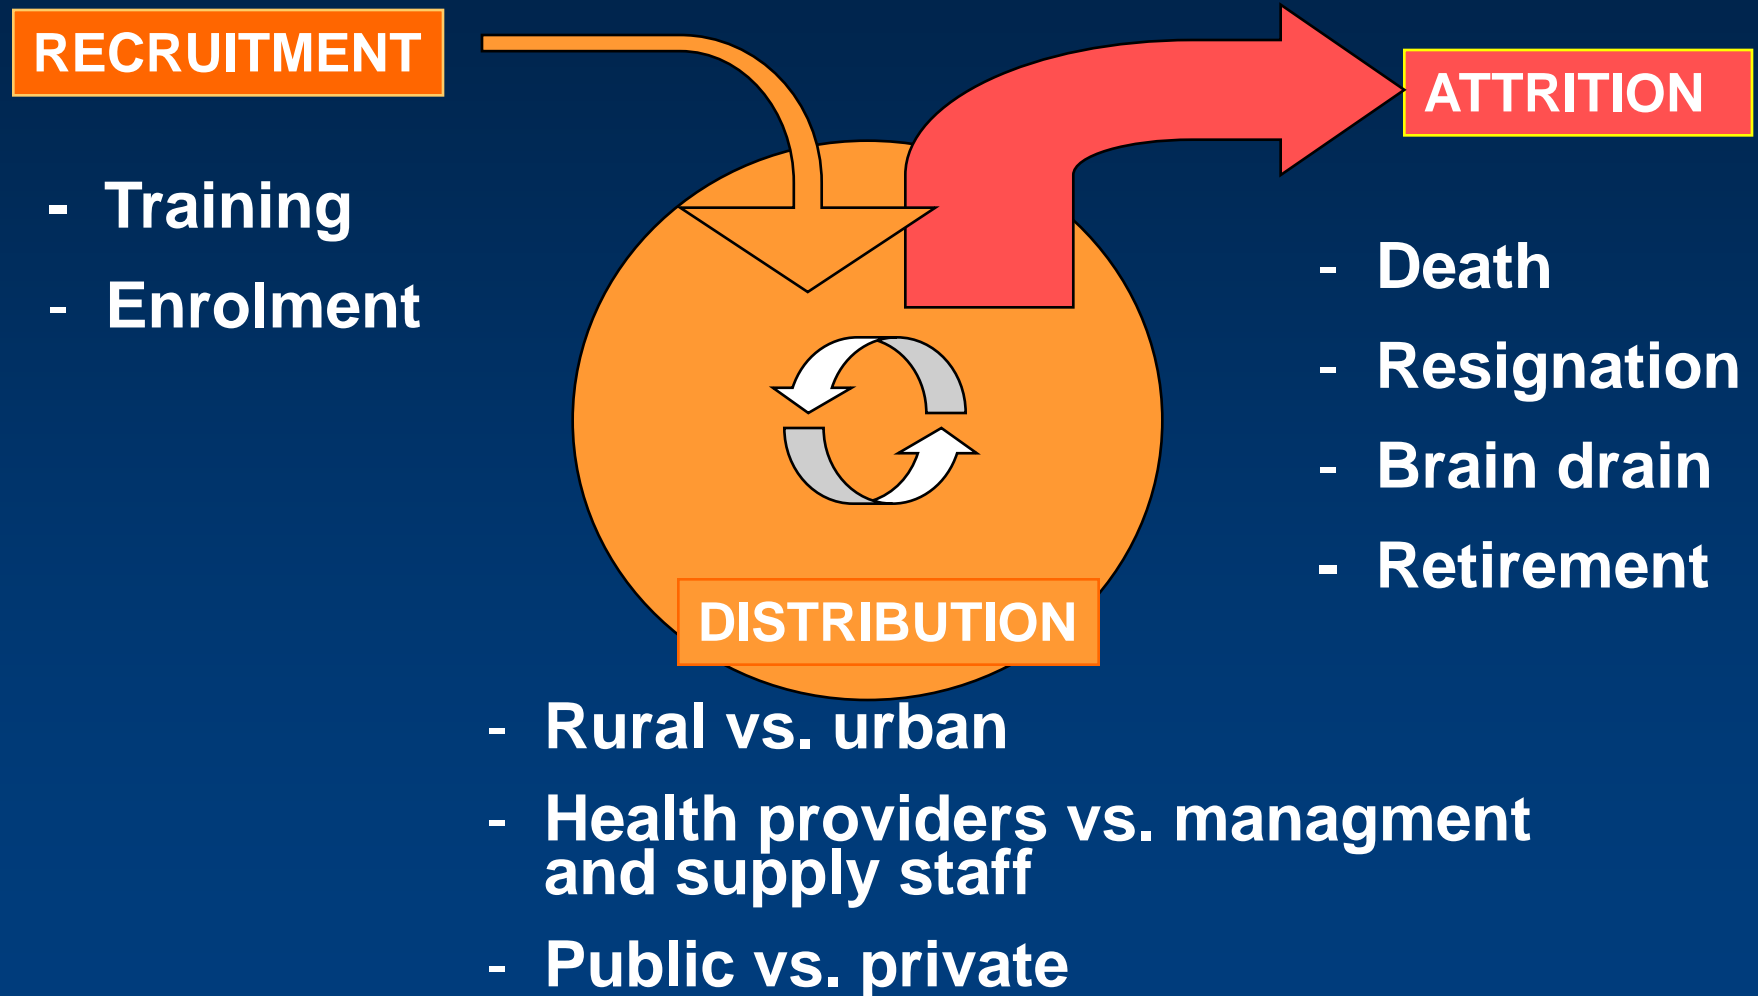 RECRUITMENT
- Training
- Enrolment
ATTRITION
- Death
- Resignation
- Brain drain
- Retirement
DISTRIBUTION
- Rural vs. urban
- Health providers vs. managment
and supply staff
- Public vs. private